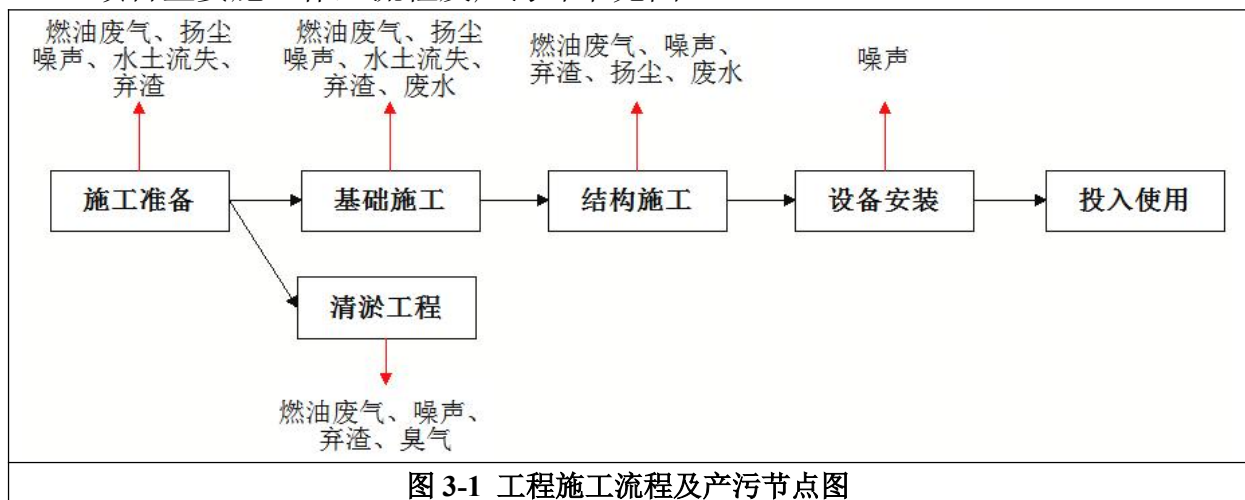 燃油废气、扬尘
噪声、水土流失、
弃渣
燃油废气、扬尘
噪声、水土流失、
弃渣、废水
燃油废气、噪声、
弃渣、扬尘、废水
噪声
施工准备
基础施工
结构施工
设备安装
投入使用
清淤工程
燃油废气、噪声、
弃渣、臭气
图 3-1 工程施工流程及产污节点图